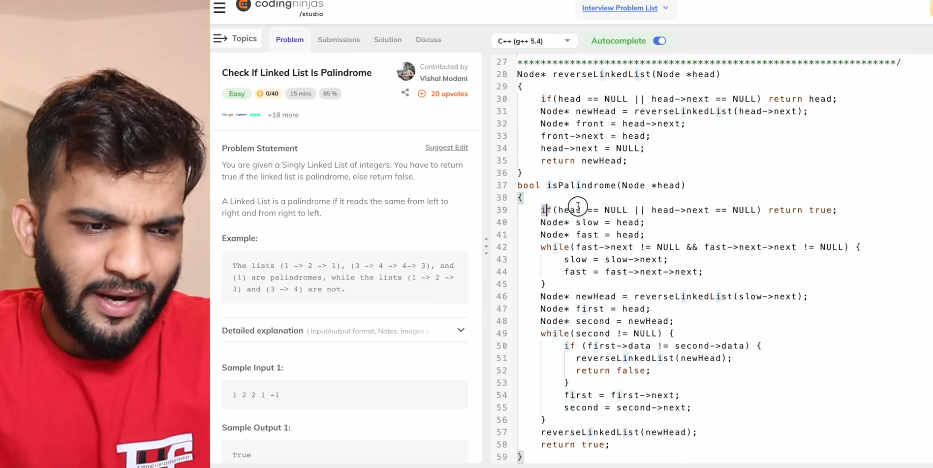 codingninjas
/studio
Interview Problem List
Topics
Problem
Submissions
Solution
Discuss
C++ (g++ 5.4)
Autocomplete
Check If Linked List Is Palindrome
Contributed by
Vishal Modani
Easy
0/40
15 mins
85 %
20 upvotes
+18 more
Problem Statement
Suggest Edit
You are given a Singly Linked List of integers. You have to return
true if the linked list is palindrome, else return false.
A Linked List is a palindrome if it reads the same from left to
right and from right to left.
Example:
The lists (1 -> 2 -> 1), (3 -> 4 -> 4-> 3), and
(1) are palindromes, while the lists (1 -> 2 ->
3) and (3 -> 4) are not.
Detailed explanation ( Input/output format, Notes, Images )
Sample Input 1:
1 2 2 1 -1
Sample Output 1:
True
27 ****************************************************************/
28 Node* reverseLinkedList(Node *head)
29 {
30 if(head == NULL || head->next == NULL) return head;
31 Node* newHead = reverseLinkedList(head->next);
32 Node* front = head->next;
33 front->next = head;
34 head->next = NULL;
35 return newHead;
36 }
37 bool isPalindrome(Node *head)
38 {
39 if(head == NULL || head->next == NULL) return true;
40 Node* slow = head;
41 Node* fast = head;
42 while(fast->next != NULL && fast->next->next != NULL) {
43 slow = slow->next;
44 fast = fast->next->next;
45 }
46 Node* newHead = reverseLinkedList(slow->next);
47 Node* first = head;
48 Node* second = newHead;
49 while(second != NULL) {
50 if (first->data != second->data) {
51 reverseLinkedList(newHead);
52 return false;
53 }
54 first = first->next;
55 second = second->next;
56 }
57 reverseLinkedList(newHead);
58 return true;
59 }